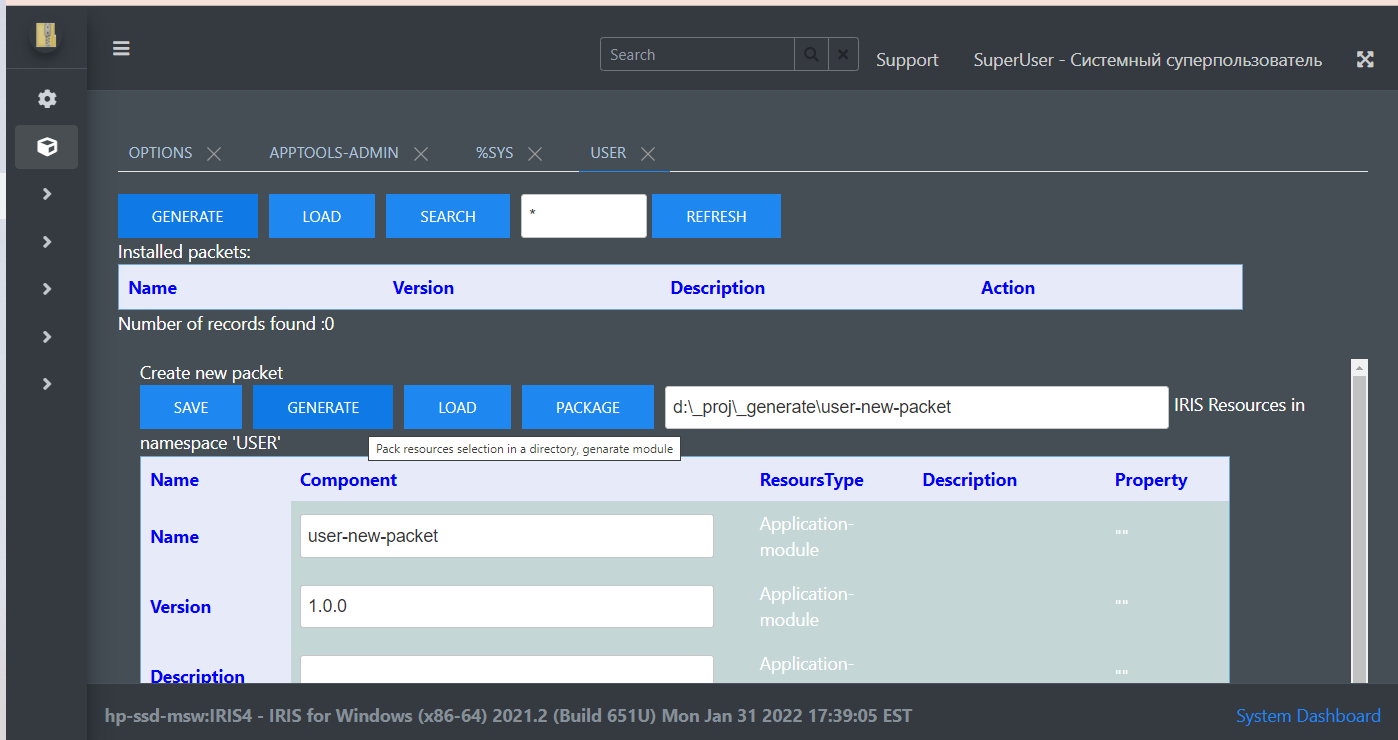 Search
Support
SuperUser - Системный суперпользователь
OPTIONS
APPTOOLS-ADMIN
%SYS
USER
GENERATE
LOAD
SEARCH
*
REFRESH
Installed packets:
Name Version Description Action
Number of records found :0
Create new packet
SAVE
GENERATE
LOAD
PACKAGE
d:\_proj\_generate\user-new-packet
IRIS Resources in
namespace 'USER'
Pack resources selection in a directory, genarate module
Name Component ResoursType Description Property
Name user-new-packet Application-
module ""
Version 1.0.0 Application-
module ""
Description Application-
""
hp-ssd-msw:IRIS4 - IRIS for Windows (x86-64) 2021.2 (Build 651U) Mon Jan 31 2022 17:39:05 EST
System Dashboard